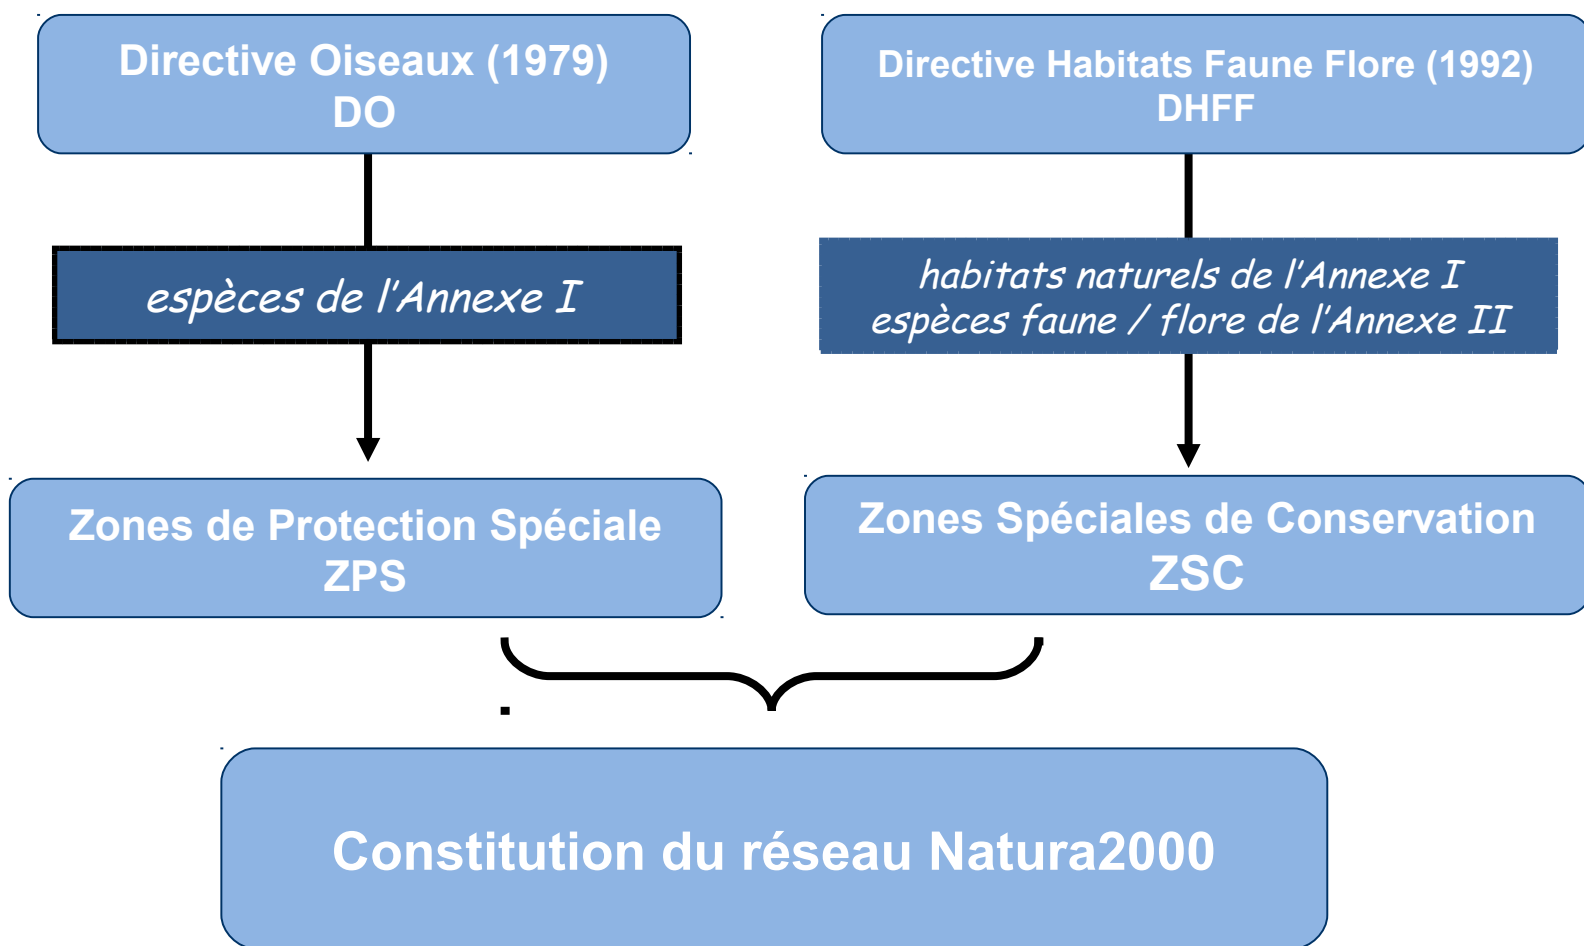 Directive Oiseaux (1979)
DO
Directive Habitats Faune Flore (1992)
DHFF
espèces de l'Annexe I
habitats naturels de l'Annexe I
espèces faune / flore de l'Annexe II
Zones de Protection Spéciale
ZPS
Zones Spéciales de Conservation
ZSC
Constitution du réseau Natura2000